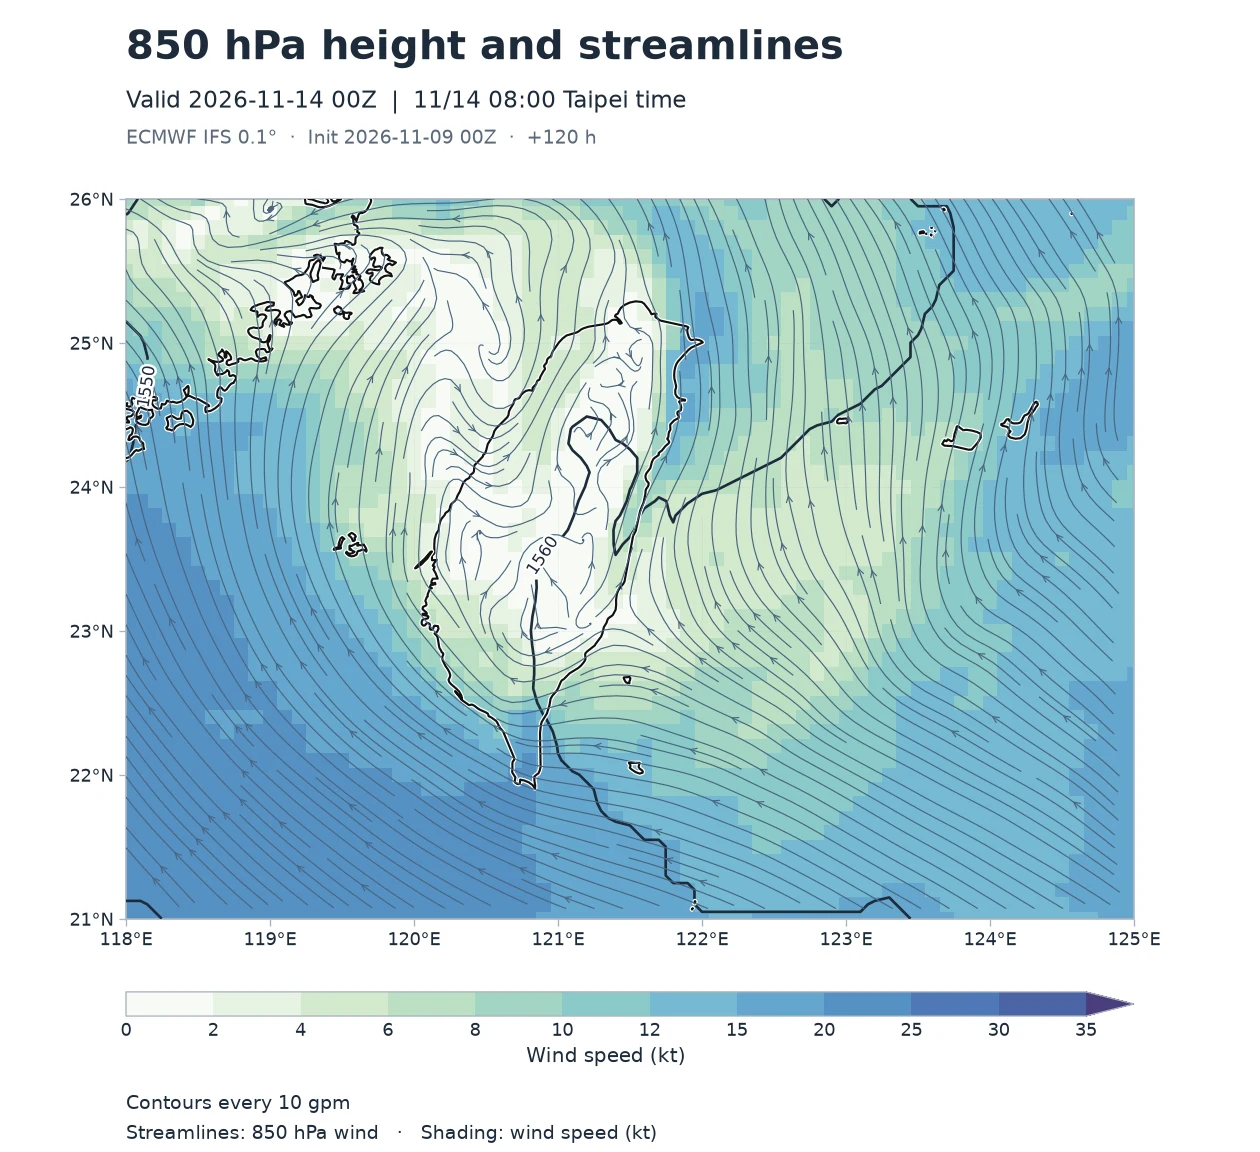 850 hPa height and streamlines
Valid 2026-11-14 00Z | 11/14 08:00 Taipei time
ECMWF IFS 0.1° · Init 2026-11-09 00Z · +120 h
26°N
25°N
24°N
23°N
22°N
21°N
1550
1560
118°E 119°E 120°E 121°E 122°E 123°E 124°E 125°E
0 2 4 6 8 10 12 15 20 25 30 35
Wind speed (kt)
Contours every 10 gpm
Streamlines: 850 hPa wind · Shading: wind speed (kt)